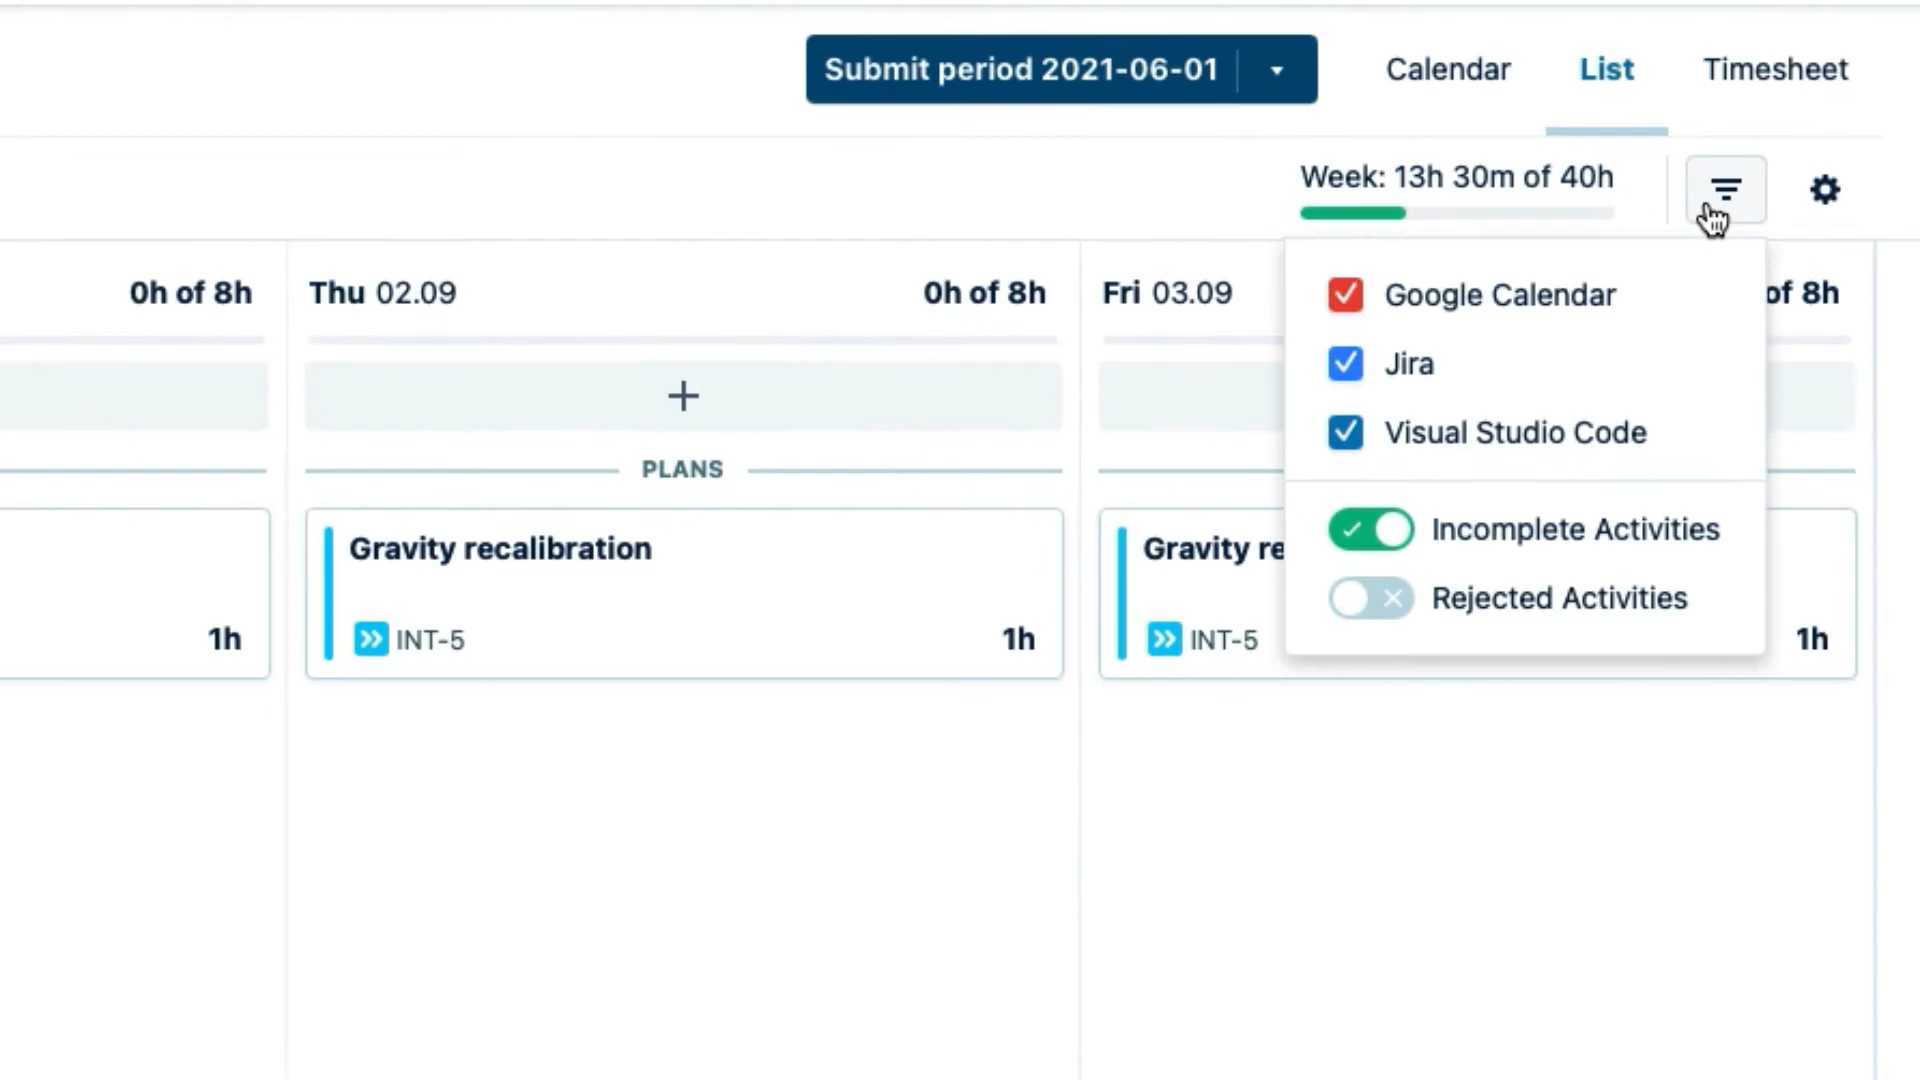 Submit period 2021-06-01
Calendar
List
Timesheet
Week: 13h 30m of 40h
0h of 8h
Thu 02.09
0h of 8h
Fri 03.09
of 8h
Google Calendar
Jira
Visual Studio Code
PLANS
Incomplete Activities
Rejected Activities
1h
Gravity recalibration
INT-5
1h
Gravity re
INT-5
1h